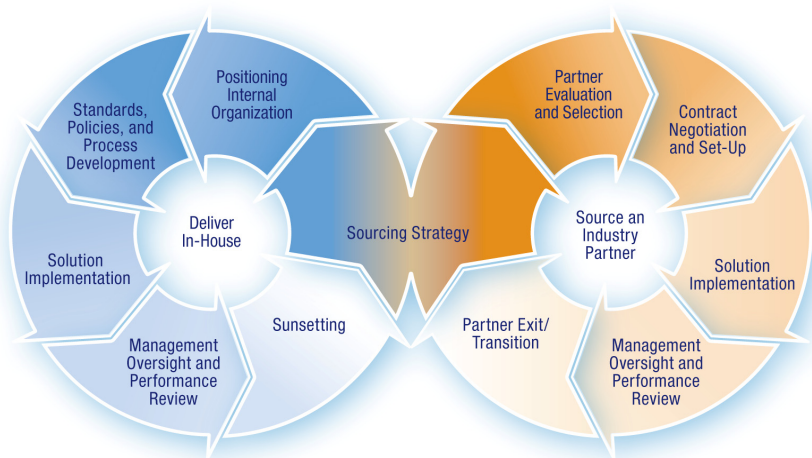 Positioning
Internal
Organization
Standards,
Policies, and
Process
Development
Deliver
In-House
Solution
Implementation
Management
Oversight and
Performance
Review
Sunsetting
Sourcing Strategy
Partner
Evaluation
and Selection
Contract
Negotiation
and Set-Up
Source an
Industry
Partner
Solution
Implementation
Management
Oversight and
Performance
Review
Partner Exit/
Transition